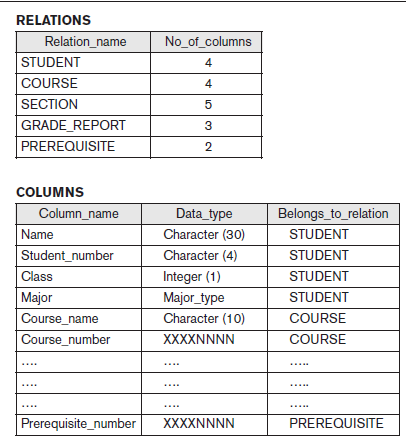 RELATIONS
Relation_name No_of_columns
STUDENT 4
COURSE 4
SECTION 5
GRADE_REPORT 3
PREREQUISITE 2
COLUMNS
Column_name Data_type Belongs_to_relation
Name Character (30) STUDENT
Student_number Character (4) STUDENT
Class Integer (1) STUDENT
Major Major_type STUDENT
Course_name Character (10) COURSE
Course_number XXXXNNNN COURSE
.... .... .....
.... .... .....
.... .... .....
Prerequisite_number XXXXNNNN PREREQUISITE